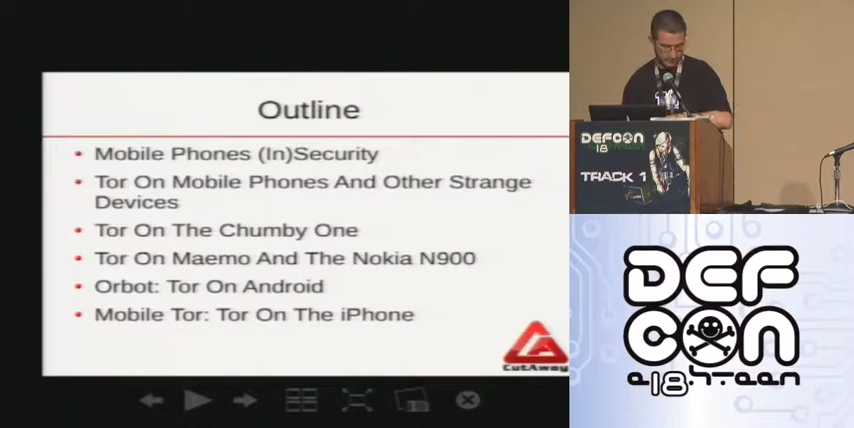 Outline
Mobile Phones (In)Security
Tor On Mobile Phones And Other Strange
Devices
Tor On The Chumby One
Tor On Maemo And The Nokia N900
Orbot: Tor On Android
Mobile Tor: Tor On The iPhone
CutAway
DEFCON
18
TRACK 1
DEF
CON
e18hteen